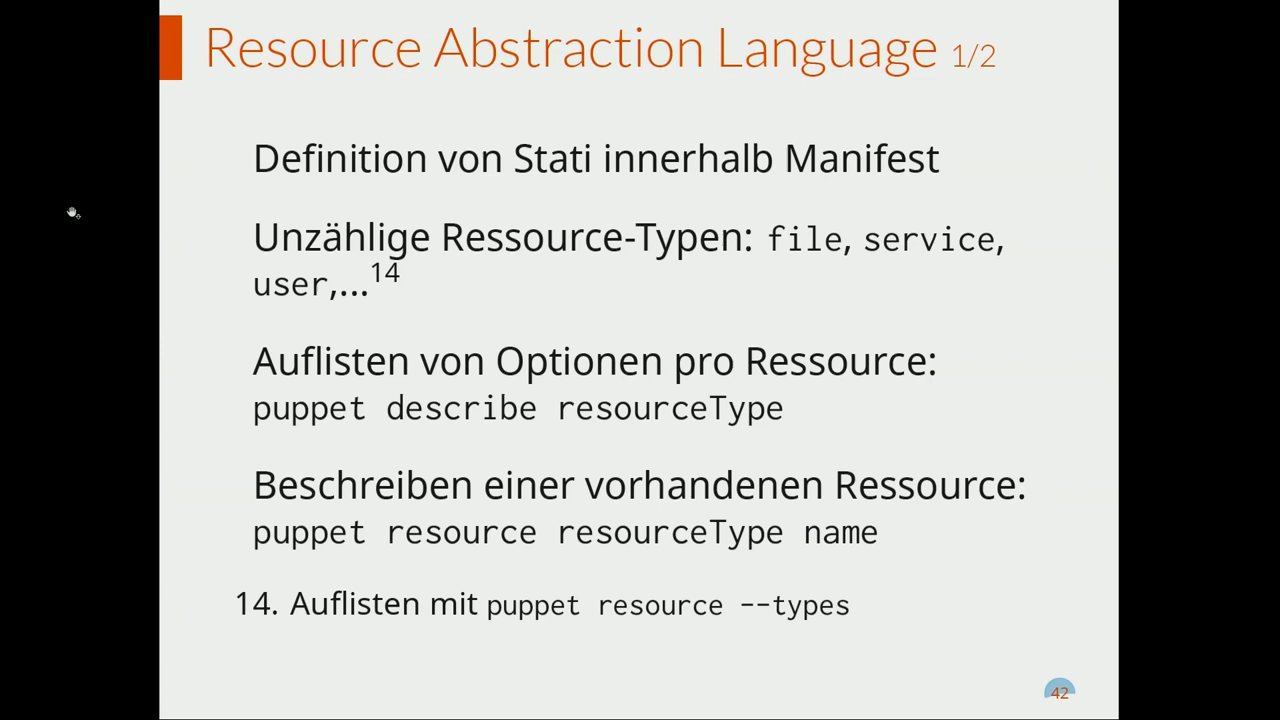 Resource Abstraction Language 1/2
Definition von Stati innerhalb Manifest
Unzählige Ressource-Typen: file, service,
user,...14
Auflisten von Optionen pro Ressource:
puppet describe resourceType
Beschreiben einer vorhandenen Ressource:
puppet resource resourceType name
14. Auflisten mit puppet resource --types
42